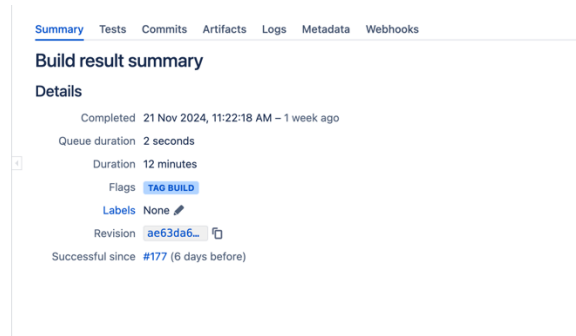 Summary Tests Commits Artifacts Logs Metadata Webhooks
Build result summary
Details
Completed 21 Nov 2024, 11:22:18 AM – 1 week ago
Queue duration 2 seconds
Duration 12 minutes
Flags TAG BUILD
Labels None
Revision ae63da6…
Successful since #177 (6 days before)